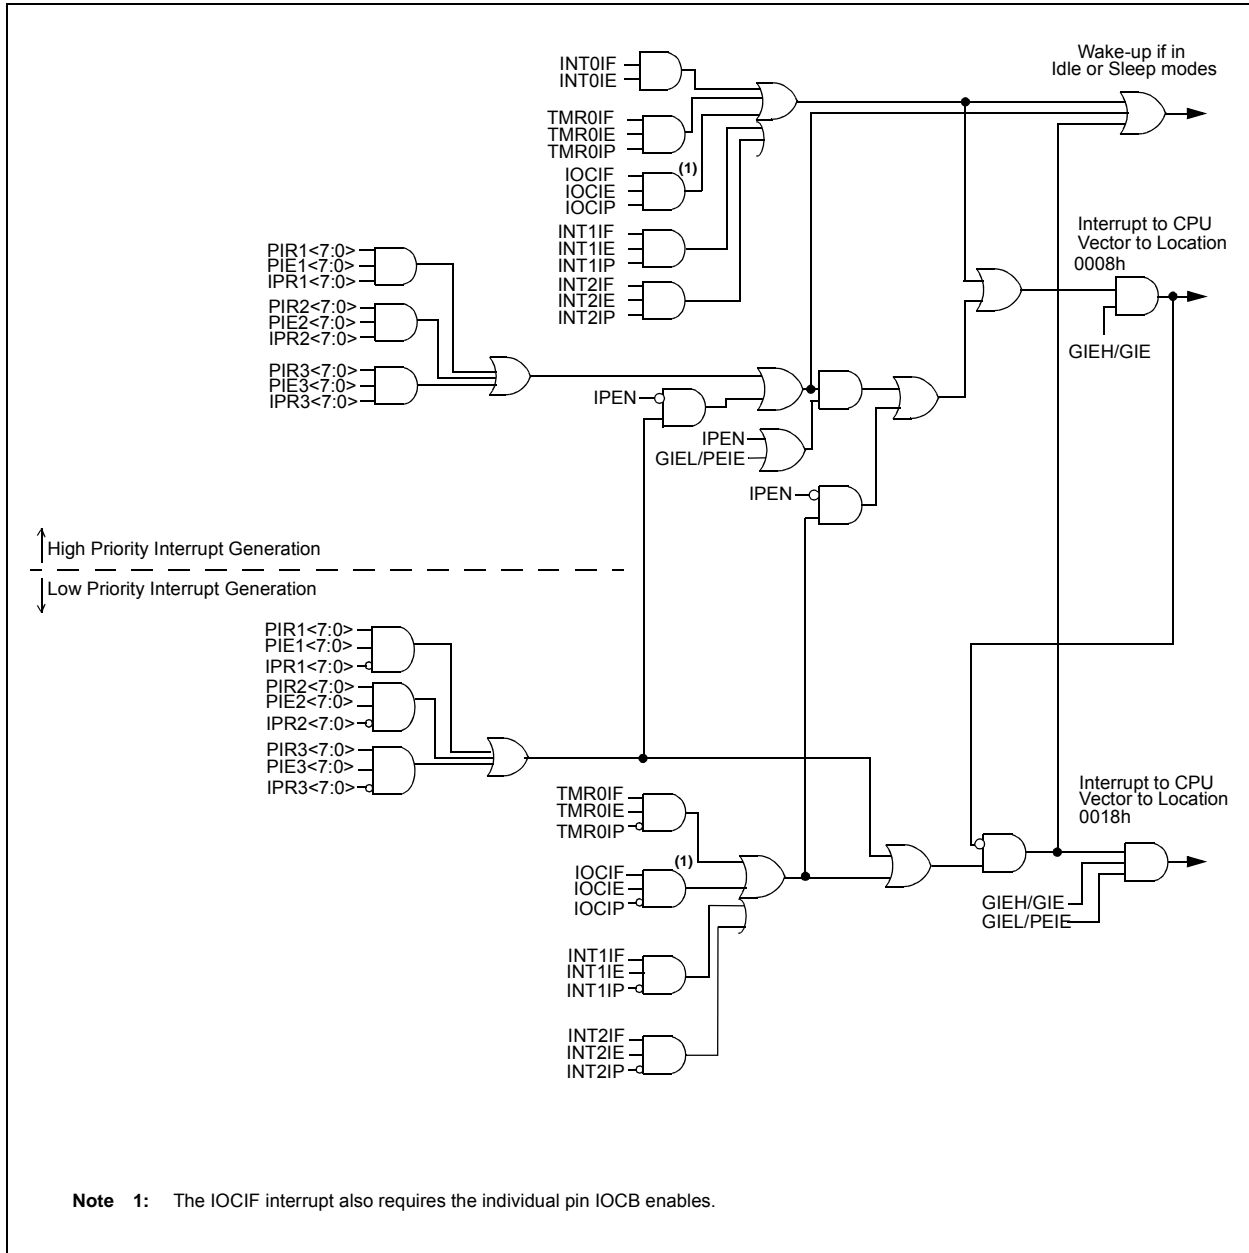 INT0IF
INT0IE
TMR0IF
TMR0IE
TMR0IP
(1)
IOCIF
IOCIE
IOCIP
INT1IF
INT1IE
INT1IP
INT2IF
INT2IE
INT2IP
Wake-up if in
Idle or Sleep modes
Interrupt to CPU
Vector to Location
0008h
GIEH/GIE
PIR1<7:0>
PIE1<7:0>
IPR1<7:0>
PIR2<7:0>
PIE2<7:0>
IPR2<7:0>
PIR3<7:0>
PIE3<7:0>
IPR3<7:0>
IPEN
IPEN
GIEL/PEIE
IPEN
High Priority Interrupt Generation
Low Priority Interrupt Generation
PIR1<7:0>
PIE1<7:0>
IPR1<7:0>
PIR2<7:0>
PIE2<7:0>
IPR2<7:0>
PIR3<7:0>
PIE3<7:0>
IPR3<7:0>
TMR0IF
TMR0IE
TMR0IP
(1)
IOCIF
IOCIE
IOCIP
INT1IF
INT1IE
INT1IP
INT2IF
INT2IE
INT2IP
Interrupt to CPU
Vector to Location
0018h
GIEH/GIE
GIEL/PEIE
Note 1: The IOCIF interrupt also requires the individual pin IOCB enables.